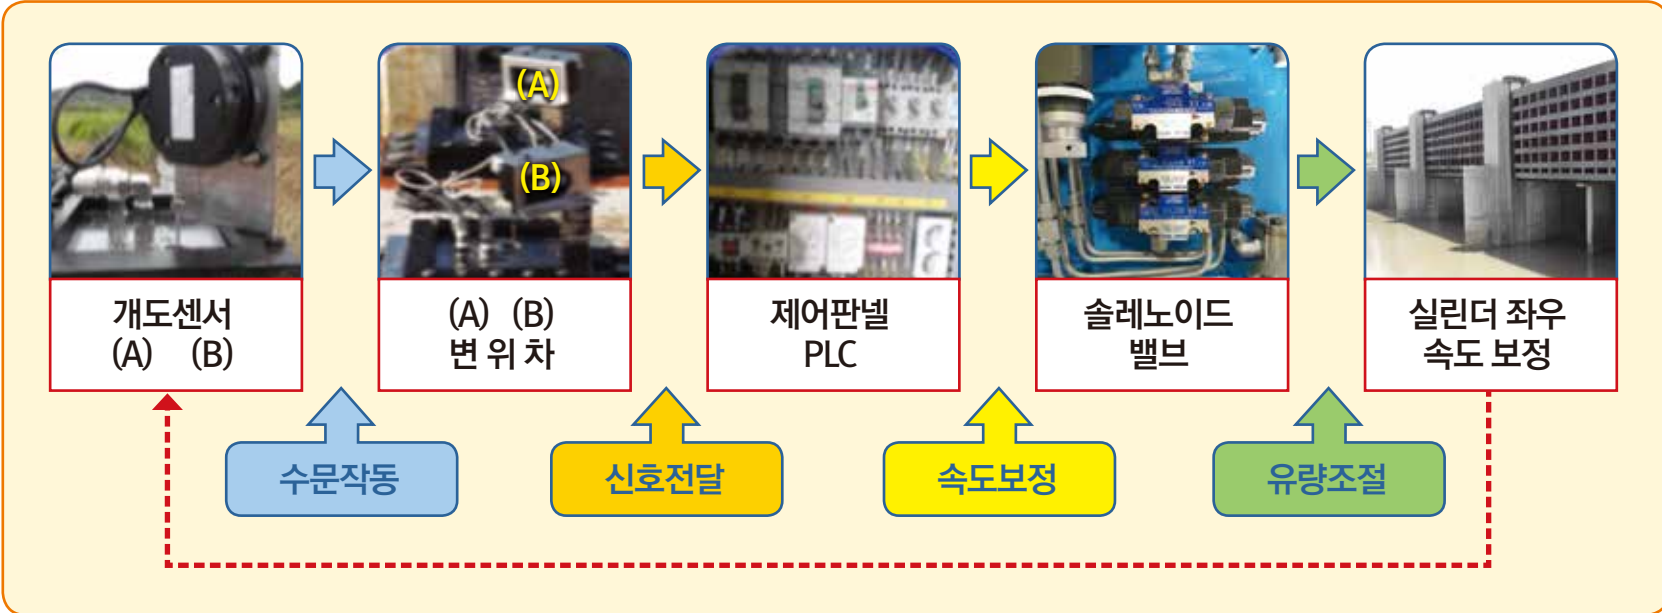 (A)
(B)
개도센서
(A) (B)
(A) (B)
변 위 차
제어판넬
PLC
솔레노이드
밸브
실린더 좌우
속도 보정
수문작동
신호전달
속도보정
유량조절